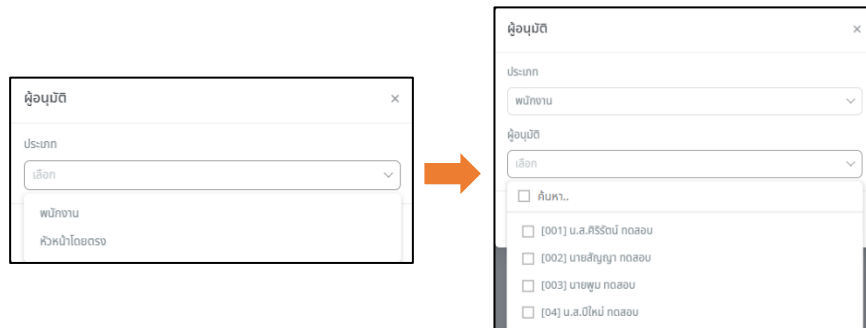 ผู้อนุมัติ
ประเภท
เลือก
พนักงาน
หัวหน้าโดยตรง
ผู้อนุมัติ
ประเภท
พนักงาน
ผู้อนุมัติ
เลือก
ค้นหา..
[001] น.ส.ศิริรัตน์ ทดสอบ
[002] นายสัญญา ทดสอบ
[003] นายพูม ทดสอบ
[04] น.ส.ปีใหม่ ทดสอบ